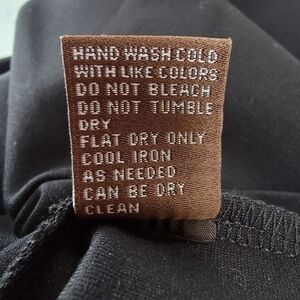 HAND WASH COLD
WITH LIKE COLORS
DO NOT BLEACH
DO NOT TUMBLE
DRY
FLAT DRY ONLY
COOL IRON
AS NEEDED
CAN BE DRY
CLEAN